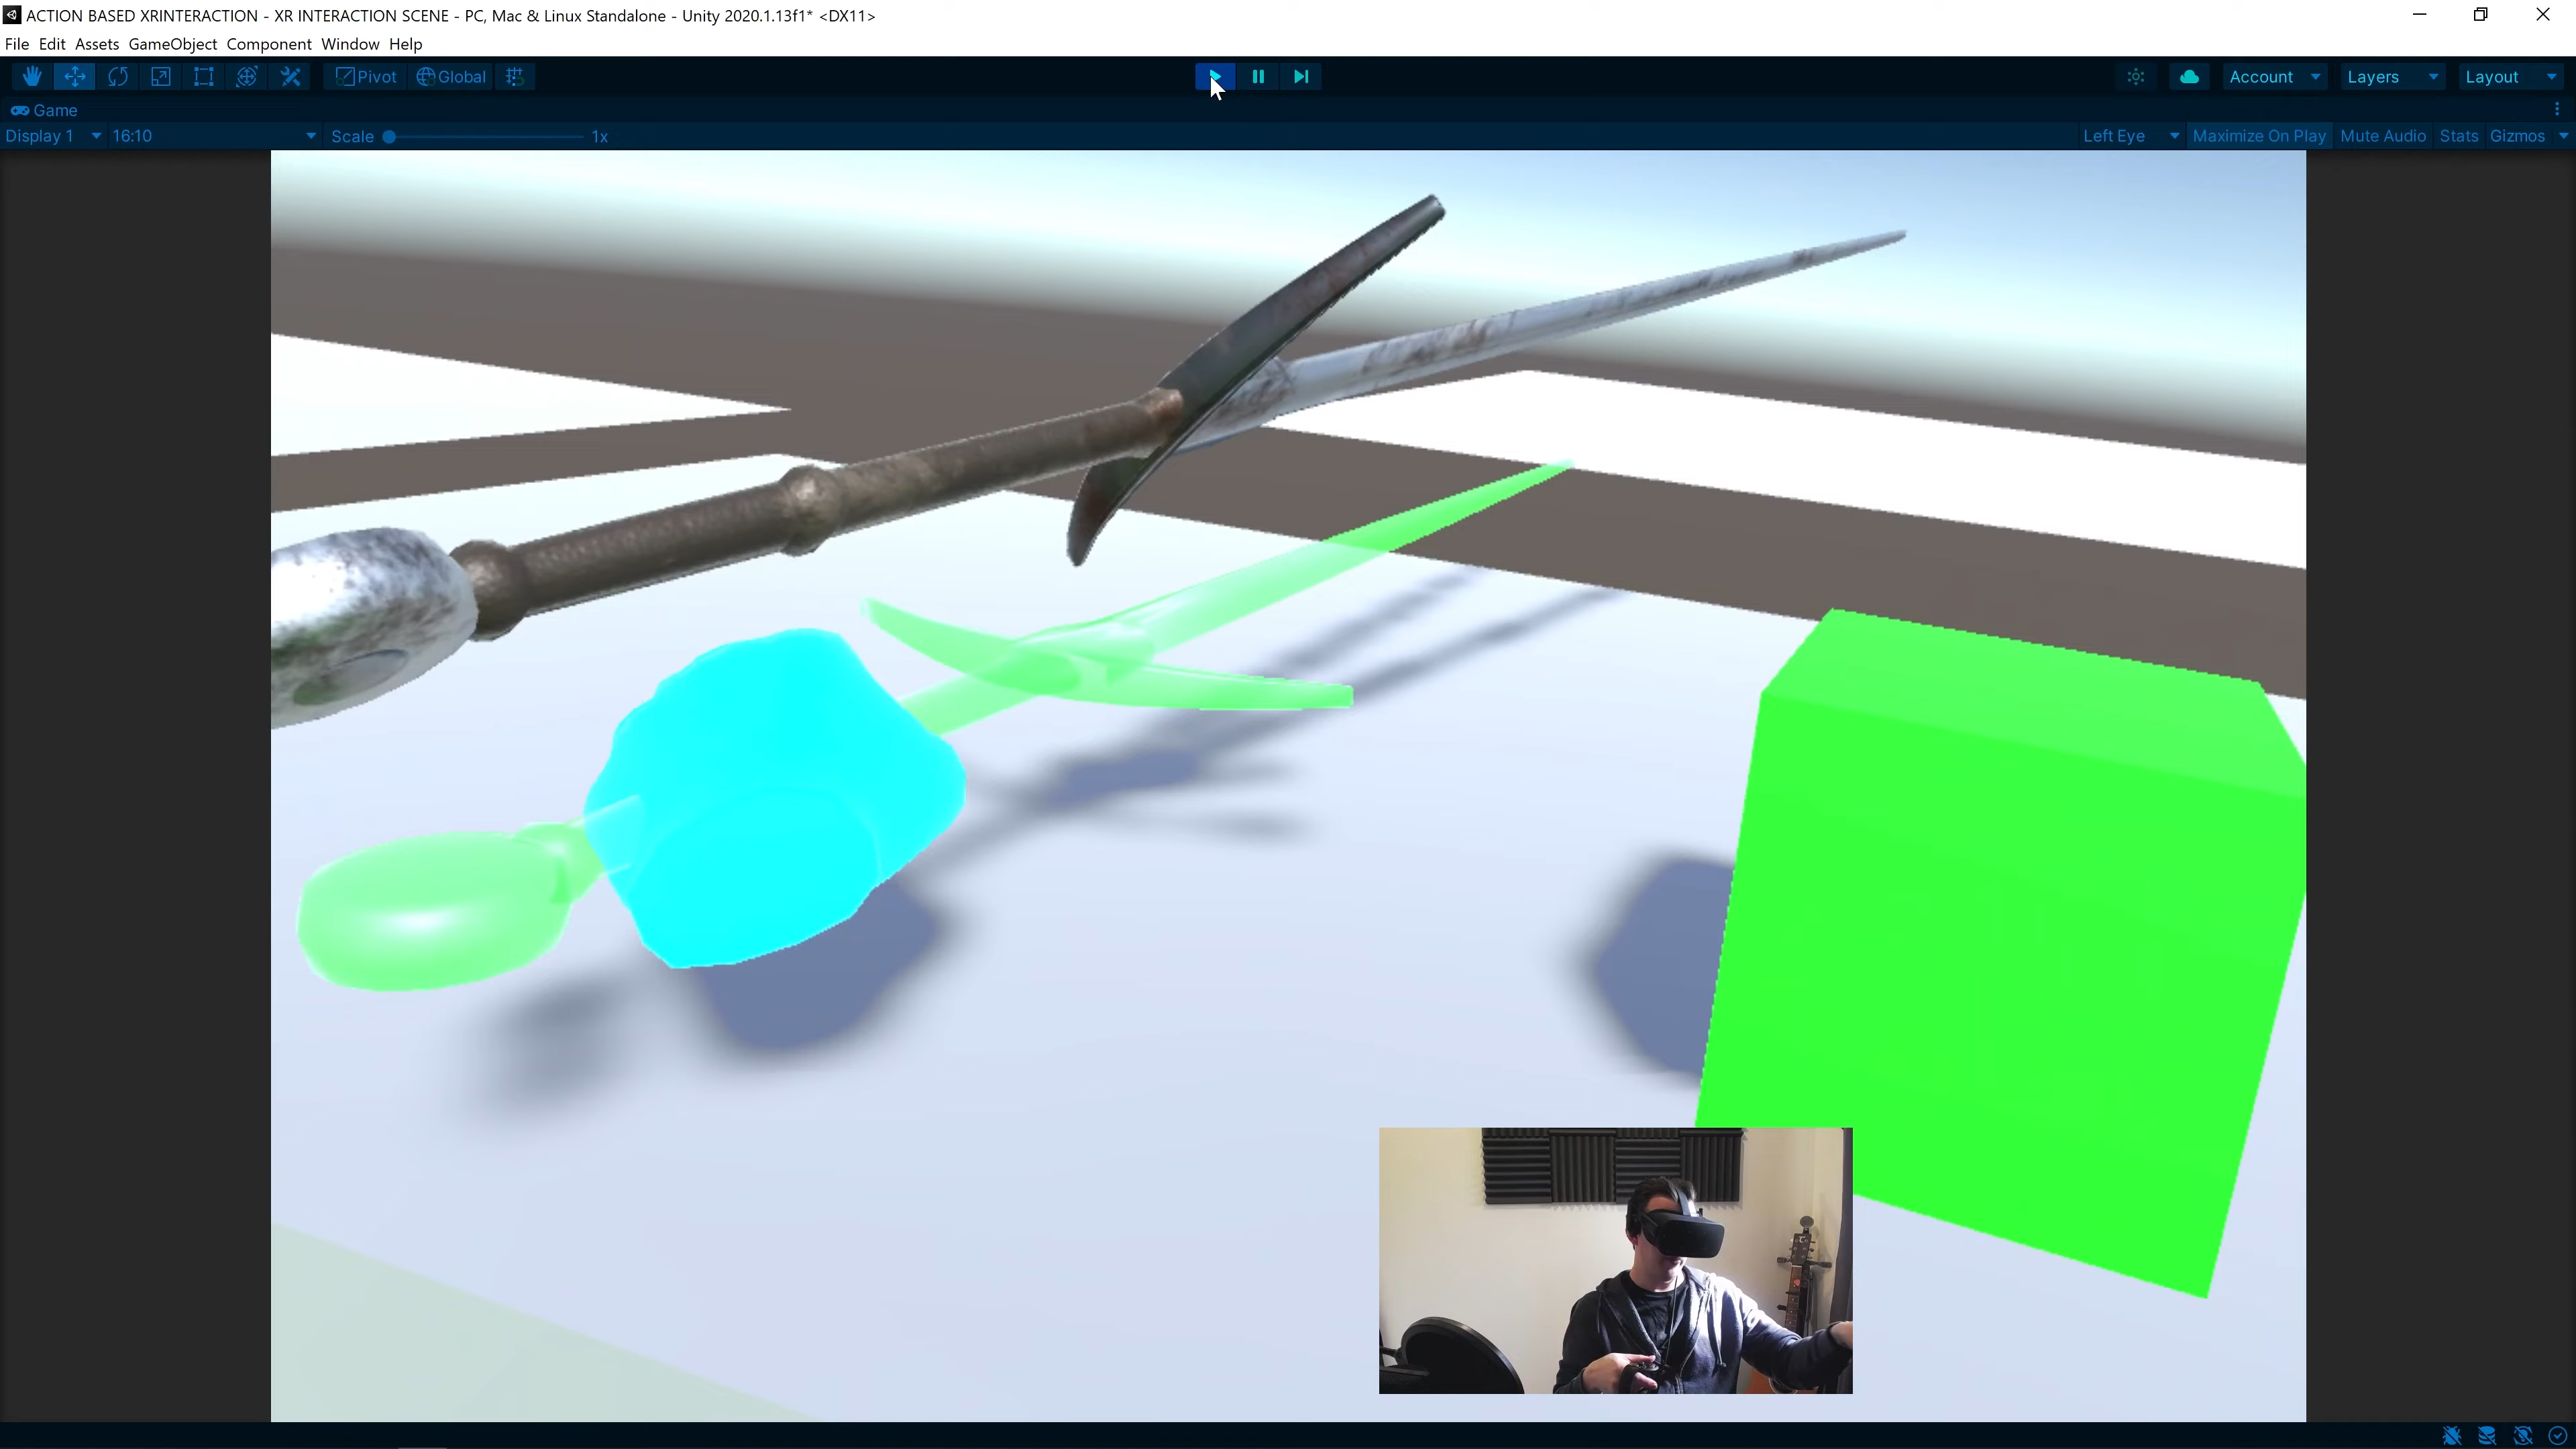 ACTION BASED XRINTERACTION - XR INTERACTION SCENE - PC, Mac & Linux Standalone - Unity 2020.1.13f1* <DX11>
File Edit Assets GameObject Component Window Help
Pivot Global Account Layers Layout
Game
Display 1 16:10 Scale 1x Left Eye Maximize On Play Mute Audio Stats Gizmos